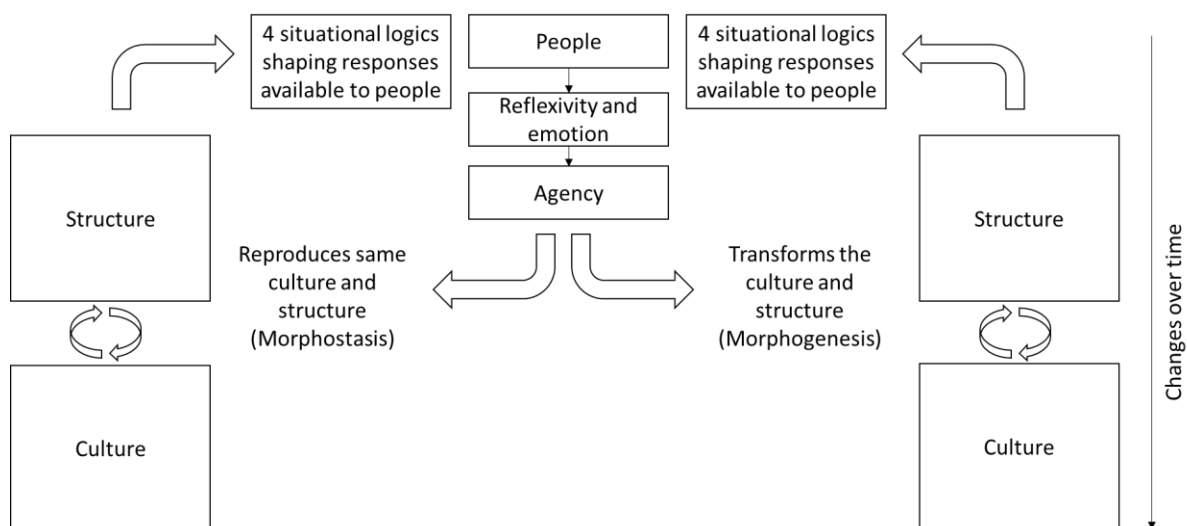 4 situational logics
shaping responses
available to people
People
4 situational logics
shaping responses
available to people
Reflexivity and
emotion
Agency
Structure
Structure
Reproduces same
culture and
structure
(Morphostasis)
Transforms the
culture and
structure
(Morphogenesis)
Culture
Culture
Changes over time